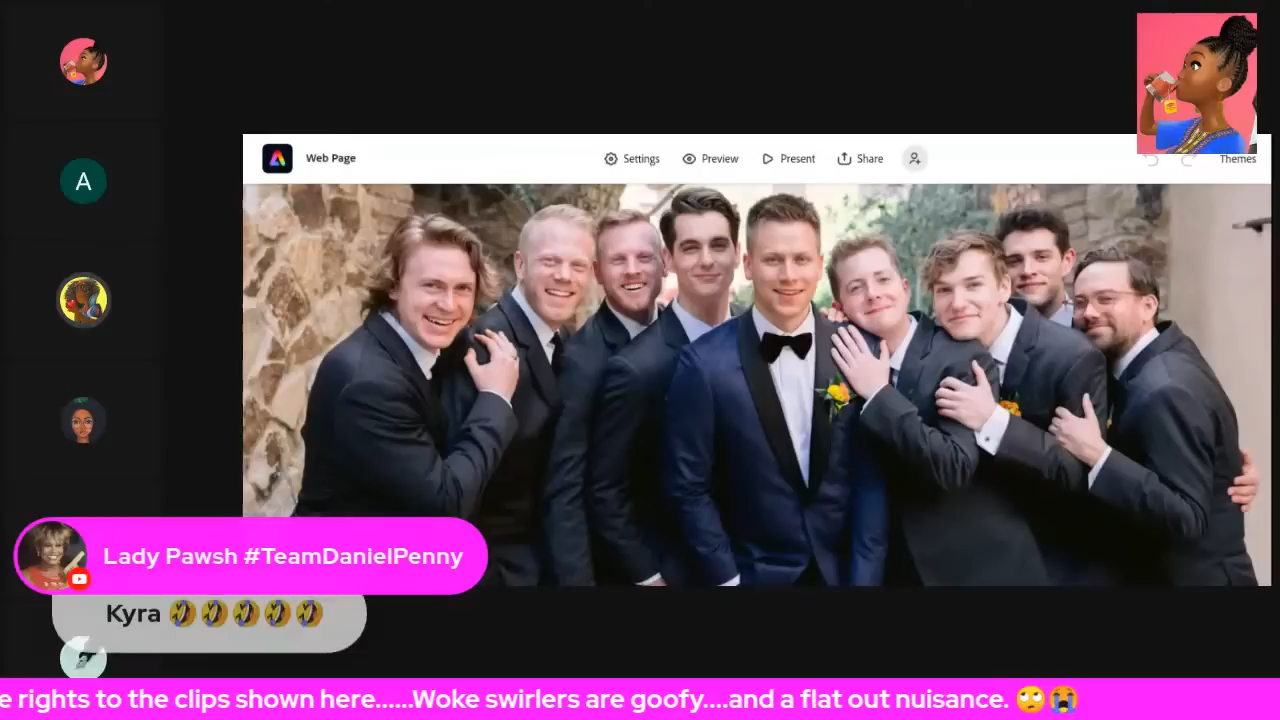 Web Page
Settings
Preview
Present
Share
Themes
A
Lady Pawsh #TeamDanielPenny
Kyra 🤣🤣🤣🤣🤣
e rights to the clips shown here......Woke swirlers are goofy....and a flat out nuisance. 🙄😭